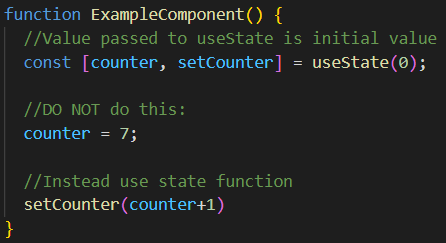 function ExampleComponent() {
//Value passed to useState is initial value
const [counter, setCounter] = useState(0);
//DO NOT do this:
counter = 7;
//Instead use state function
setCounter(counter+1)
}